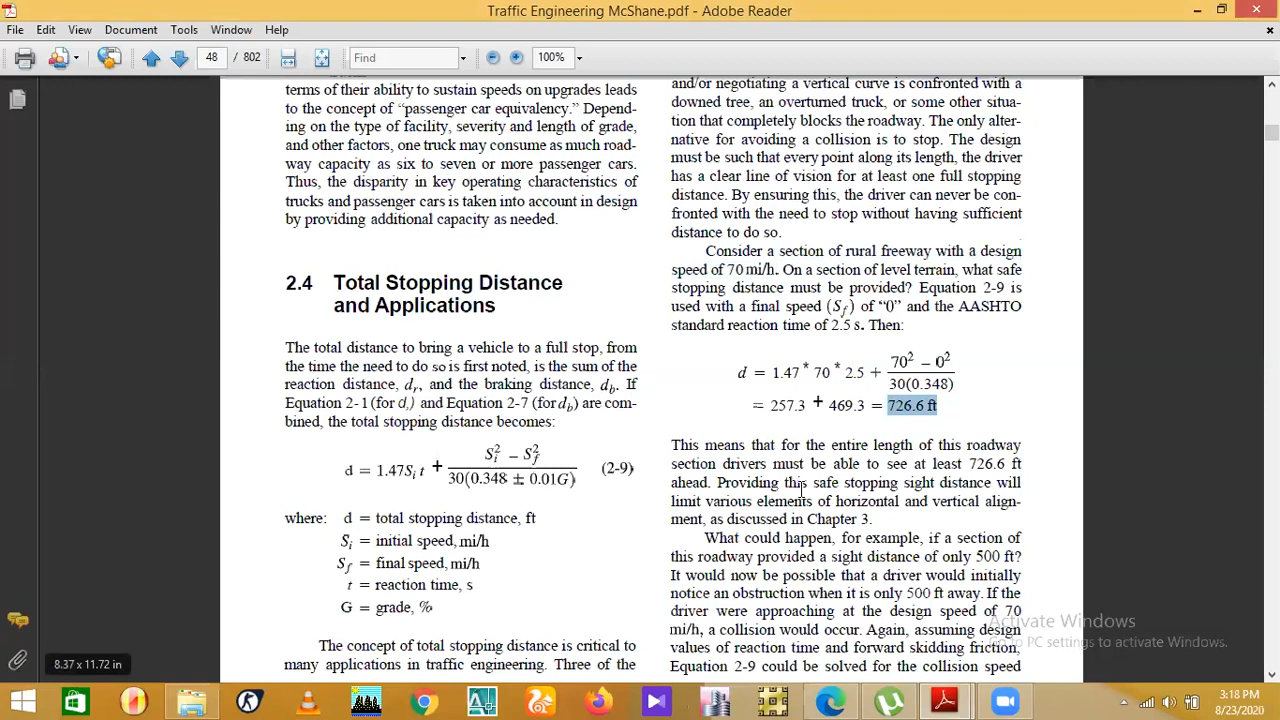 Traffic Engineering McShane.pdf - Adobe Reader
File Edit View Document Tools Window Help
48 / 802 Find 100%
terms of their ability to sustain speeds on upgrades leads
to the concept of “passenger car equivalency.” Depend-
ing on the type of facility, severity and length of grade,
and other factors, one truck may consume as much road-
way capacity as six to seven or more passenger cars.
Thus, the disparity in key operating characteristics of
trucks and passenger cars is taken into account in design
by providing additional capacity as needed.
2.4 Total Stopping Distance
and Applications
The total distance to bring a vehicle to a full stop, from
the time the need to do so is first noted, is the sum of the
reaction distance, dr, and the braking distance, db. If
Equation 2-1 (for d,) and Equation 2-7 (for db) are com-
bined, the total stopping distance becomes:
d = 1.47Si t + (Si² − Sf²) / 30(0.348 ± 0.01G) (2-9)
where: d = total stopping distance, ft
Si = initial speed, mi/h
Sf = final speed, mi/h
t = reaction time, s
G = grade, %
The concept of total stopping distance is critical to
many applications in traffic engineering. Three of the
and/or negotiating a vertical curve is confronted with a
downed tree, an overturned truck, or some other situa-
tion that completely blocks the roadway. The only alter-
native for avoiding a collision is to stop. The design
must be such that every point along its length, the driver
has a clear line of vision for at least one full stopping
distance. By ensuring this, the driver can never be con-
fronted with the need to stop without having sufficient
distance to do so.
Consider a section of rural freeway with a design
speed of 70 mi/h. On a section of level terrain, what safe
stopping distance must be provided? Equation 2-9 is
used with a final speed (Sf) of “0” and the AASHTO
standard reaction time of 2.5 s. Then:
d = 1.47 * 70 * 2.5 + (70² − 0²) / 30(0.348)
= 257.3 + 469.3 = 726.6 ft
This means that for the entire length of this roadway
section drivers must be able to see at least 726.6 ft
ahead. Providing this safe stopping sight distance will
limit various elements of horizontal and vertical align-
ment, as discussed in Chapter 3.
What could happen, for example, if a section of
this roadway provided a sight distance of only 500 ft?
It would now be possible that a driver would initially
notice an obstruction when it is only 500 ft away. If the
driver were approaching at the design speed of 70
mi/h, a collision would occur. Again, assuming design
values of reaction time and forward skidding friction,
Equation 2-9 could be solved for the collision speed
Activate Windows
Go to PC settings to activate Windows.
8.37 x 11.72 in
3:18 PM
8/23/2020